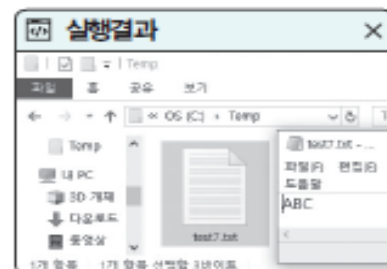 실행결과
Temp
파일 홈 공유 보기
« OS (C:) › Temp
Temp
내 PC
3D 개체
다운로드
동영상
test7.txt
1개 항목 1개 항목 선택함 3바이트
test7.txt - ...
파일(F) 편집(E)
도움말
ABC